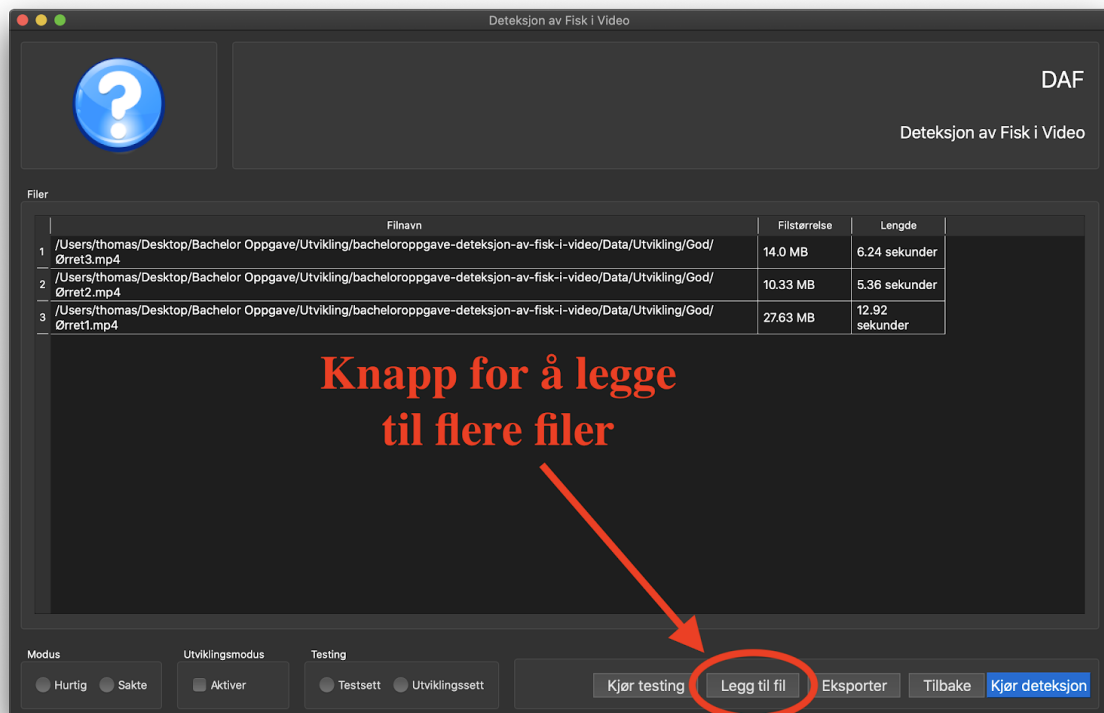 Deteksjon av Fisk i Video
DAF
Deteksjon av Fisk i Video
Filer
Filnavn Filstørrelse Lengde
1 /Users/thomas/Desktop/Bachelor Oppgave/Utvikling/bacheloroppgave-deteksjon-av-fisk-i-video/Data/Utvikling/God/
Ørret3.mp4 14.0 MB 6.24 sekunder
2 /Users/thomas/Desktop/Bachelor Oppgave/Utvikling/bacheloroppgave-deteksjon-av-fisk-i-video/Data/Utvikling/God/
Ørret2.mp4 10.33 MB 5.36 sekunder
3 /Users/thomas/Desktop/Bachelor Oppgave/Utvikling/bacheloroppgave-deteksjon-av-fisk-i-video/Data/Utvikling/God/
Ørret1.mp4 27.63 MB 12.92
sekunder
Knapp for å legge
til flere filer
Modus Utviklingsmodus Testing
Hurtig Sakte Aktiver Testsett Utviklingssett Kjør testing Legg til fil Eksporter Tilbake Kjør deteksjon